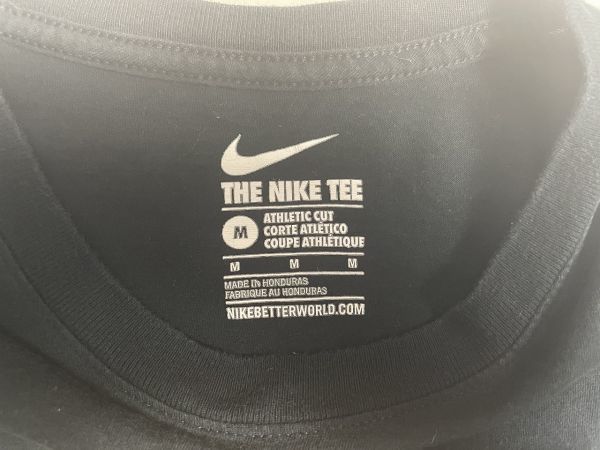 THE NIKE TEE
M
ATHLETIC CUT
CORTE ATLÉTICO
COUPE ATHLÉTIQUE
M M M
MADE IN HONDURAS
FABRIQUE AU HONDURAS
NIKEBETTERWORLD.COM